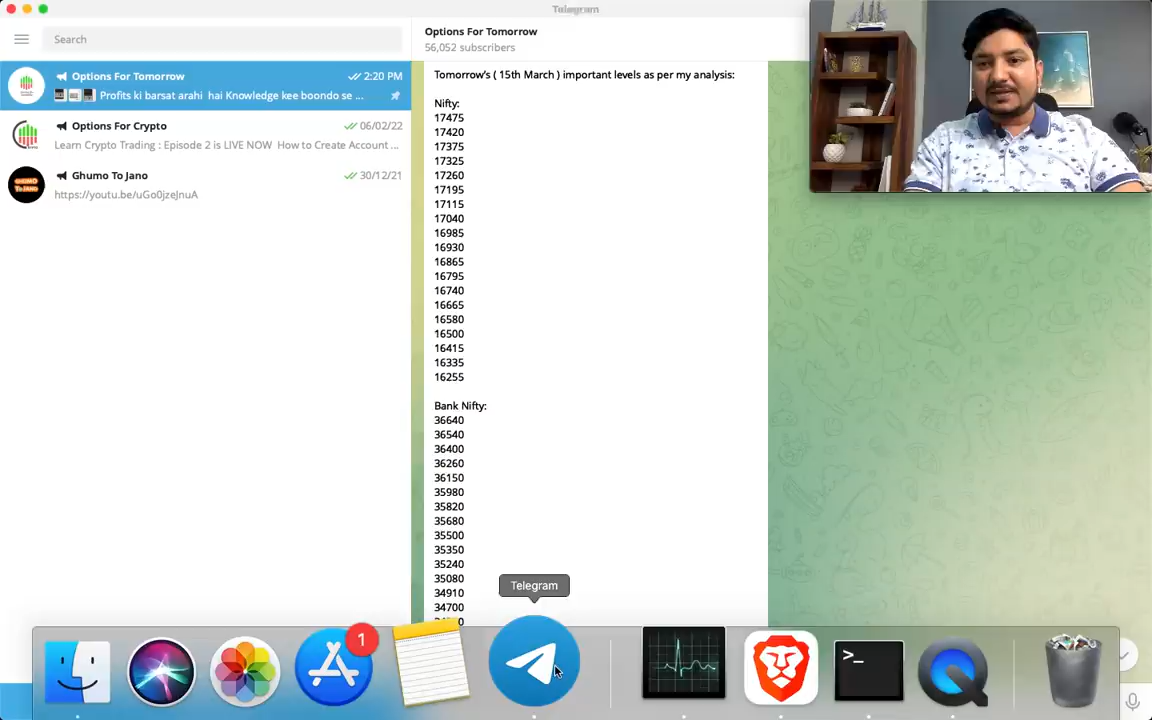 Telegram
Search
Options For Tomorrow
2:20 PM
Profits ki barsat arahi hai Knowledge kee boondo se ...
Options For Crypto
06/02/22
Learn Crypto Trading : Episode 2 is LIVE NOW How to Create Account ...
Ghumo To Jano
30/12/21
https://youtu.be/uGo0jzeJnuA
Options For Tomorrow
56,052 subscribers
Tomorrow's ( 15th March ) important levels as per my analysis:
Nifty:
17475
17420
17375
17325
17260
17195
17115
17040
16985
16930
16865
16795
16740
16665
16580
16500
16415
16335
16255
Bank Nifty:
36640
36540
36400
36260
36150
35980
35820
35680
35500
35350
35240
35080
34910
34700
Telegram
1
>_